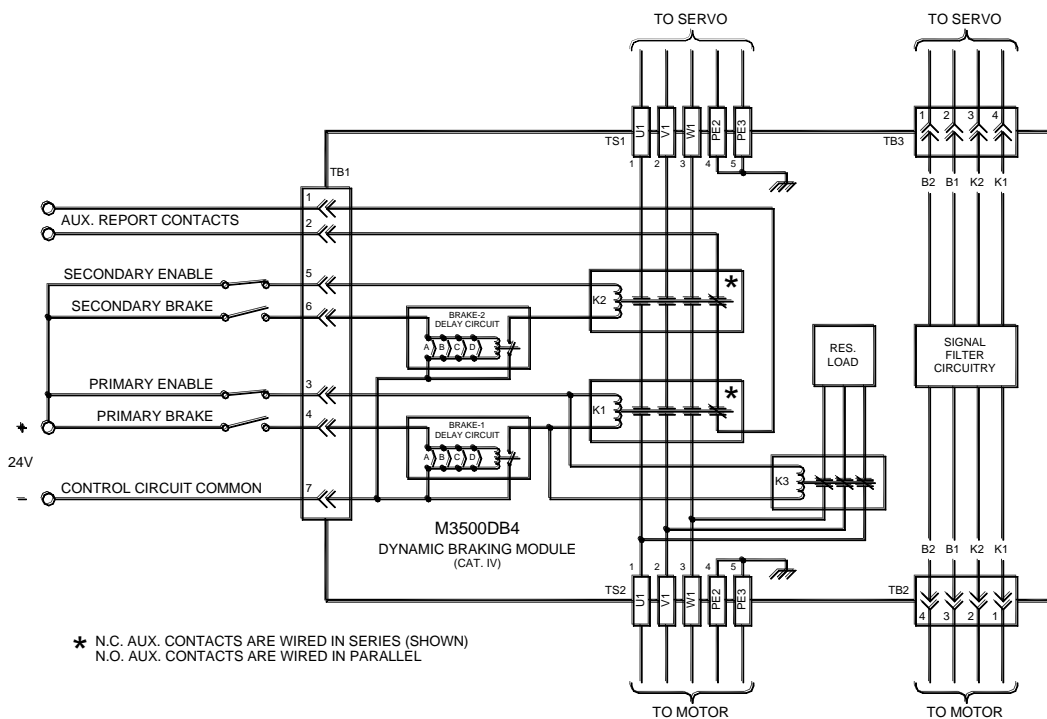 TO SERVO
TO SERVO
U1 V1 W1 PE2 PE3
TS1
1 2 3 4 5
1 2 3 4
TB3
B2 B1 K2 K1
TB1
1
2
AUX. REPORT CONTACTS
SECONDARY ENABLE
5
SECONDARY BRAKE
6
K2
*
BRAKE-2
DELAY CIRCUIT
A B C D
RES.
LOAD
SIGNAL
FILTER
CIRCUITRY
PRIMARY ENABLE
3
PRIMARY BRAKE
4
K1
*
BRAKE-1
DELAY CIRCUIT
A B C D
+
24V
–
CONTROL CIRCUIT COMMON
7
K3
M3500DB4
DYNAMIC BRAKING MODULE
(CAT. IV)
B2 B1 K2 K1
1 2 3 4 5
TS2
U1 V1 W1 PE2 PE3
TB2
4 3 2 1
* N.C. AUX. CONTACTS ARE WIRED IN SERIES (SHOWN)
N.O. AUX. CONTACTS ARE WIRED IN PARALLEL
TO MOTOR
TO MOTOR